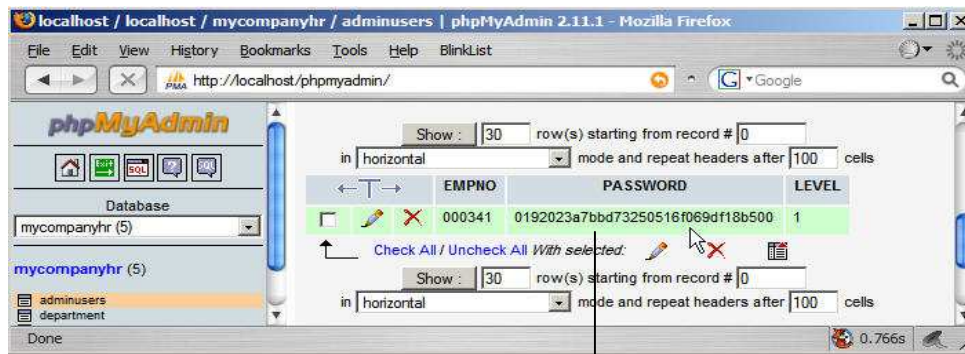 localhost / localhost / mycompanyhr / adminusers | phpMyAdmin 2.11.1 - Mozilla Firefox
File Edit View History Bookmarks Tools Help BlinkList
PMA http://localhost/phpmyadmin/ G Google
phpMyAdmin
Exit SQL
Database
mycompanyhr (5)
mycompanyhr (5)
adminusers
department
Show : 30 row(s) starting from record # 0
in horizontal mode and repeat headers after 100 cells
←T→ EMPNO PASSWORD LEVEL
000341 0192023a7bbd73250516f069df18b500 1
Check All / Uncheck All With selected:
Show : 30 row(s) starting from record # 0
in horizontal mode and repeat headers after 100 cells
Done 0.766s